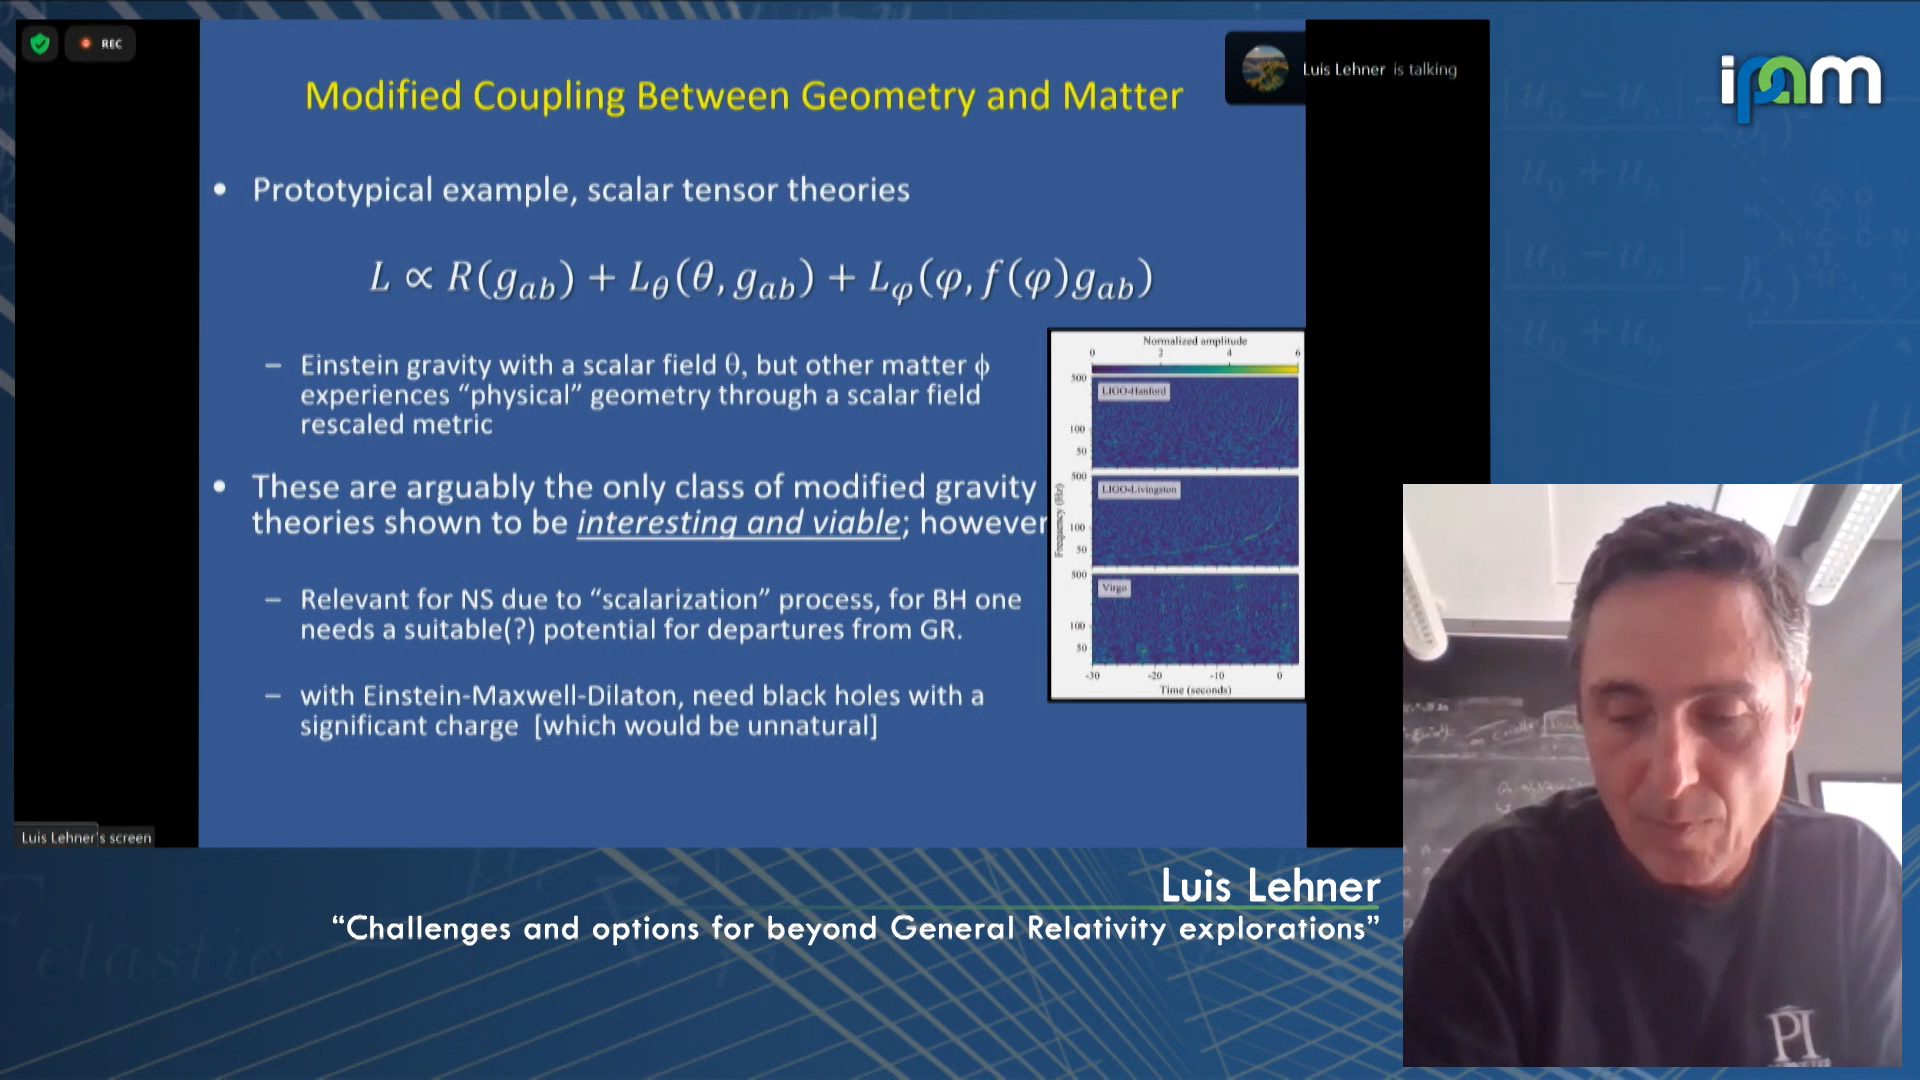 REC
Luis Lehner is talking
ipam
Modified Coupling Between Geometry and Matter
• Prototypical example, scalar tensor theories
L ∝ R(g_ab) + L_θ(θ, g_ab) + L_φ(φ, f(φ)g_ab)
– Einstein gravity with a scalar field θ, but other matter ϕ
experiences “physical” geometry through a scalar field
rescaled metric
• These are arguably the only class of modified gravity
theories shown to be interesting and viable; however
– Relevant for NS due to “scalarization” process, for BH one
needs a suitable(?) potential for departures from GR.
– with Einstein-Maxwell-Dilaton, need black holes with a
significant charge [which would be unnatural]
Normalized amplitude
0 2 4 6
500
LIGO-Hanford
100
50
500
LIGO-Livingston
100
50
Frequency (Hz)
500
Virgo
100
50
-30 -20 -10 0
Time (seconds)
Luis Lehner's screen
Luis Lehner
“Challenges and options for beyond General Relativity explorations”
PI